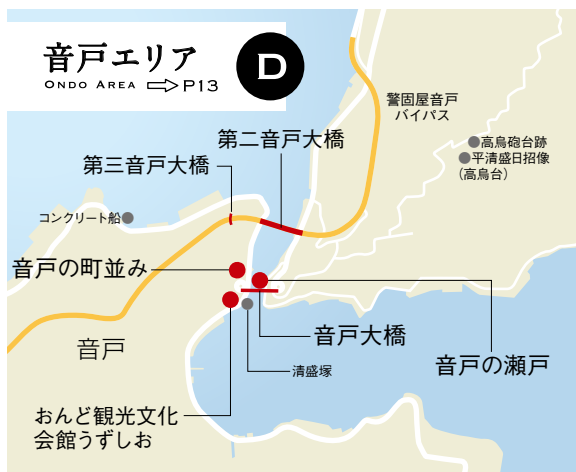 音戸エリア
ONDO AREA ⇨P13
D
警固屋音戸
バイパス
高烏砲台跡
平清盛日招像
(高烏台)
第二音戸大橋
第三音戸大橋
コンクリート船
音戸の町並み
音戸大橋
音戸
音戸の瀬戸
清盛塚
おんど観光文化
会館うずしお